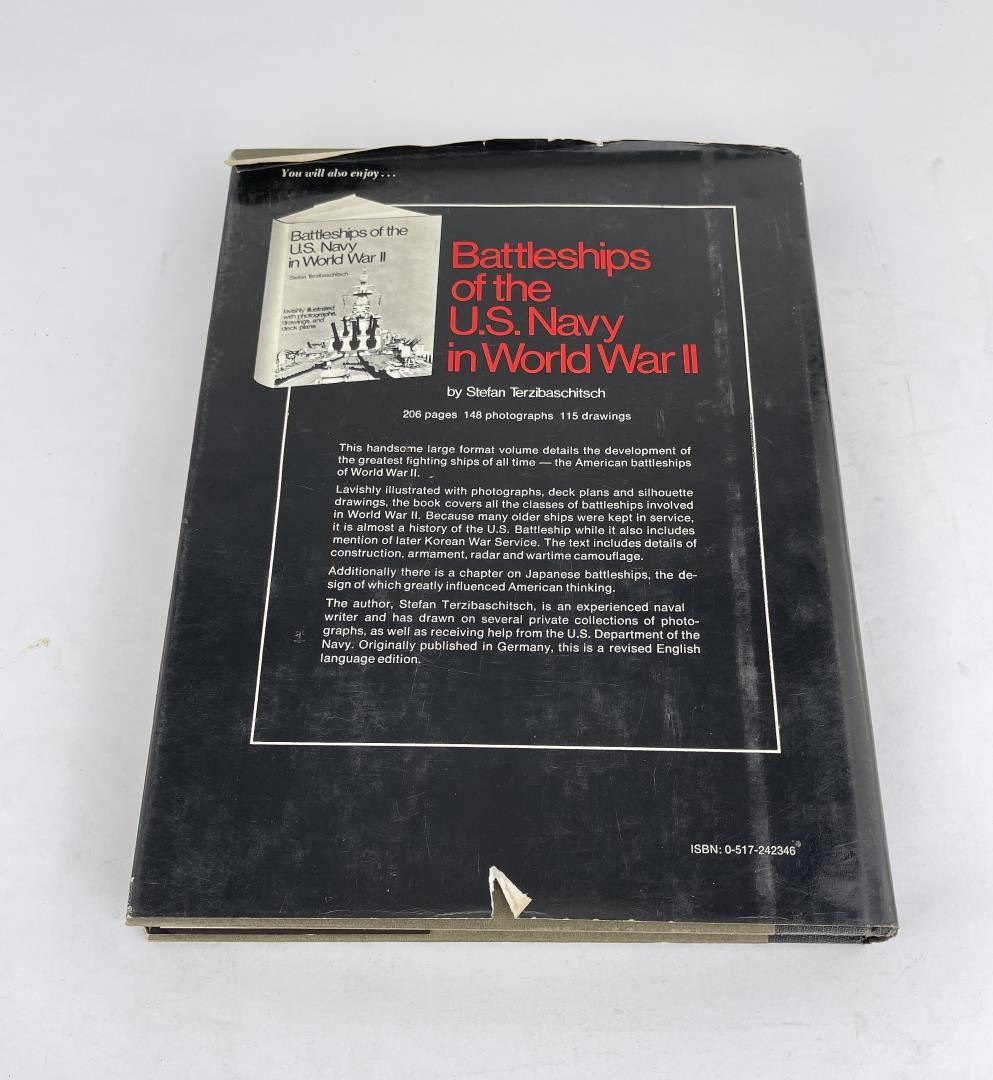 You will also enjoy...
Battleships of the
U.S. Navy
in World War II
Stefan Terzibaschitsch
lavishly illustrated
with photographs,
drawings, and
deck plans
Battleships
of the
U.S. Navy
in World War II
by Stefan Terzibaschitsch
206 pages 148 photographs 115 drawings
This handsome large format volume details the development of
the greatest fighting ships of all time — the American battleships
of World War II.
Lavishly illustrated with photographs, deck plans and silhouette
drawings, the book covers all the classes of battleships involved
in World War II. Because many older ships were kept in service,
it is almost a history of the U.S. Battleship while it also includes
mention of later Korean War Service. The text includes details of
construction, armament, radar and wartime camouflage.
Additionally there is a chapter on Japanese battleships, the de-
sign of which greatly influenced American thinking.
The author, Stefan Terzibaschitsch, is an experienced naval
writer and has drawn on several private collections of photo-
graphs, as well as receiving help from the U.S. Department of the
Navy. Originally published in Germany, this is a revised English
language edition.
ISBN: 0-517-242346